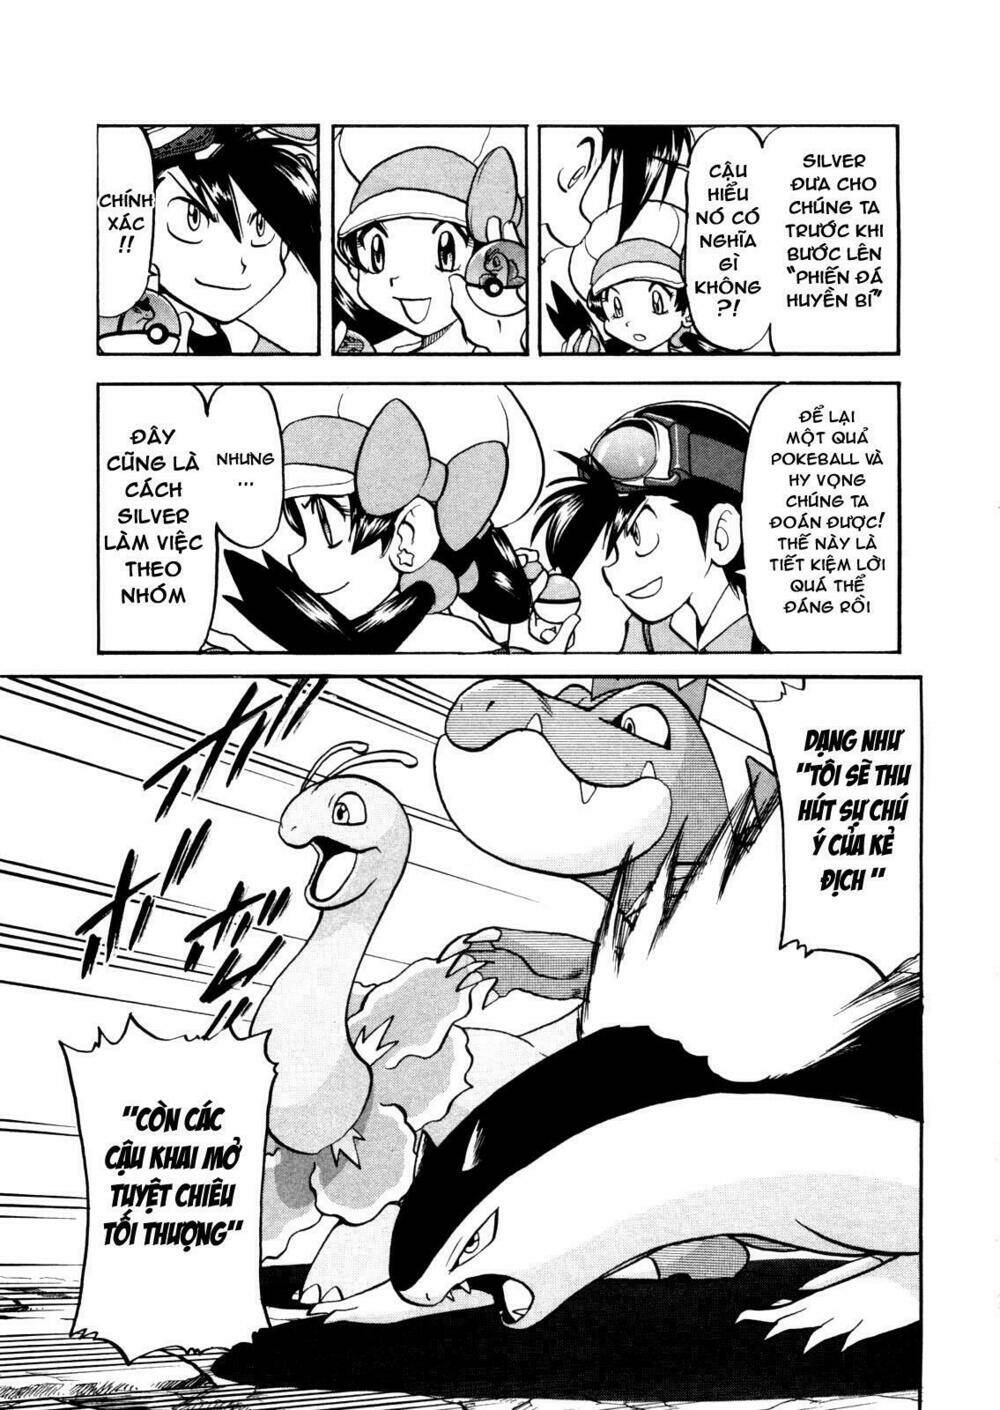 SILVER
ĐƯA CHO
CHÚNG TA
TRƯỚC KHI
BƯỚC LÊN
"PHIẾN ĐÁ
HUYỀN BÍ"
CẬU
HIỂU
NÓ CÓ
NGHĨA
GÌ
KHÔNG?!
CHÍNH
XÁC
!!
ĐỂ LẠI
MỘT QUẢ
POKEBALL VÀ
HY VỌNG
CHÚNG TA
ĐOÁN ĐƯỢC!
THẾ NÀY LÀ
TIẾT KIỆM LỜI
QUÁ THỂ
ĐÁNG RỒI
NHƯNG
...
ĐÂY
CŨNG LÀ
CÁCH
SILVER
LÀM VIỆC
THEO
NHÓM
DẠNG NHƯ
"TÔI SẼ THU
HÚT SỰ CHÚ
Ý CỦA KẺ
ĐỊCH "
"CÒN CÁC
CẬU KHAI MỞ
TUYỆT CHIÊU
TỐI THƯỢNG"